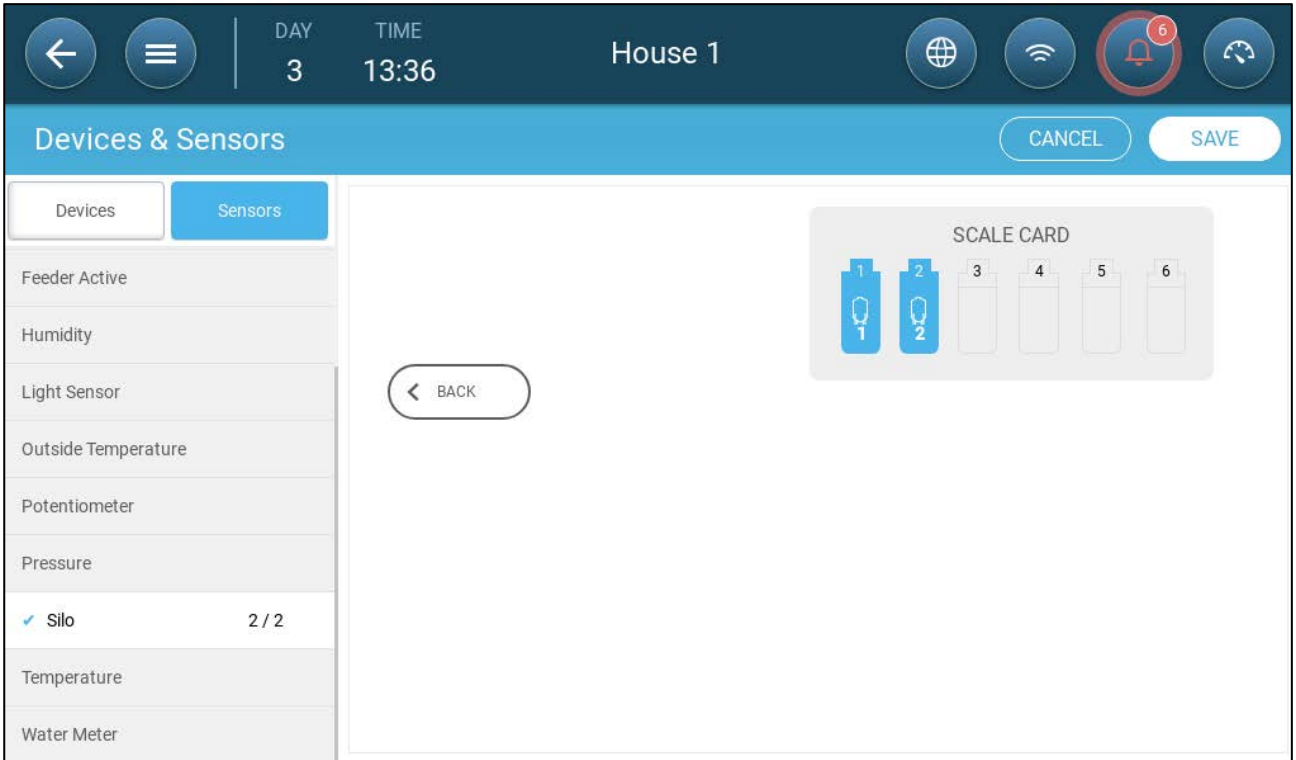 DAY TIME
3 13:36 House 1 6
Devices & Sensors CANCEL SAVE
Devices Sensors
Feeder Active
Humidity
Light Sensor
Outside Temperature
Potentiometer
Pressure
✓ Silo 2 / 2
Temperature
Water Meter
SCALE CARD
1 2 3 4 5 6
1 2
BACK